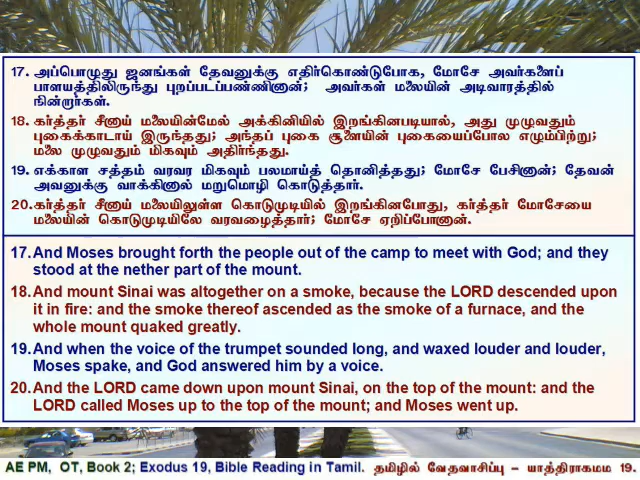 17. அப்பொழுது ஜனங்கள் தேவனுக்கு எதிர்கொண்டுபோக, மோசே அவர்களைப்
பாளயத்திலிருந்து புறப்படப்பண்ணினான்; அவர்கள் மலையின் அடிவாரத்தில்
நின்றார்கள்.
18. கர்த்தர் சீனாய் மலையின்மேல் அக்கினியில் இறங்கினபடியால், அது முழுவதும்
புகைக்காடாய் இருந்தது; அந்தப் புகை சூளையின் புகையைப்போல எழும்பிற்று;
மலை முழுவதும் மிகவும் அதிர்ந்தது.
19. எக்காள சத்தம் வரவர மிகவும் பலமாய்த் தொனித்தது; மோசே பேசினான்; தேவன்
அவனுக்கு வாக்கினால் மறுமொழி கொடுத்தார்.
20. கர்த்தர் சீனாய் மலையிலுள்ள கொடுமுடியில் இறங்கினபோது, கர்த்தர் மோசேயை
மலையின் கொடுமுடியிலே வரவழைத்தார்; மோசே ஏறிப்போனான்.
17. And Moses brought forth the people out of the camp to meet with God; and they
stood at the nether part of the mount.
18. And mount Sinai was altogether on a smoke, because the LORD descended upon
it in fire: and the smoke thereof ascended as the smoke of a furnace, and the
whole mount quaked greatly.
19. And when the voice of the trumpet sounded long, and waxed louder and louder,
Moses spake, and God answered him by a voice.
20. And the LORD came down upon mount Sinai, on the top of the mount: and the
LORD called Moses up to the top of the mount; and Moses went up.
AE PM, OT, Book 2; Exodus 19, Bible Reading in Tamil. தமிழில் வேதவாசிப்பு – யாத்திராகமம 19.